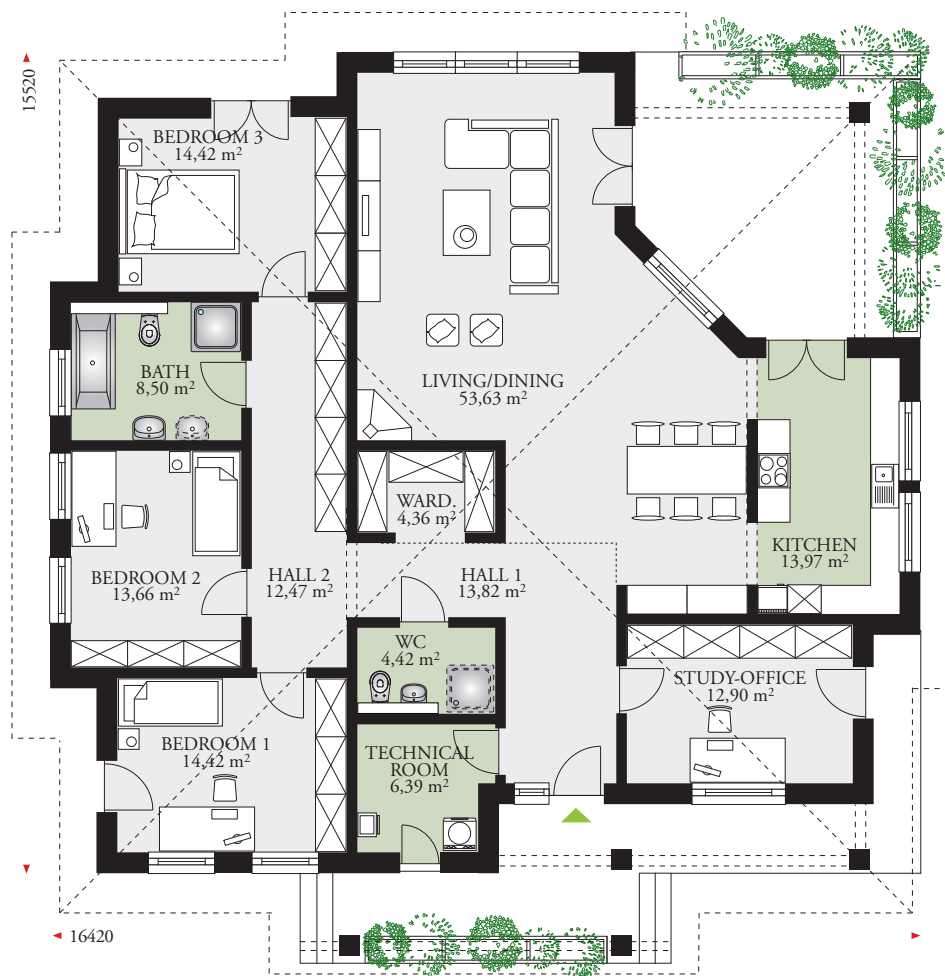 15520
BEDROOM 3
14,42 m²
BATH
8,50 m²
LIVING/DINING
53,63 m²
WARD.
4,36 m²
KITCHEN
13,97 m²
BEDROOM 2
13,66 m²
HALL 2
12,47 m²
HALL 1
13,82 m²
WC
4,42 m²
STUDY-OFFICE
12,90 m²
BEDROOM 1
14,42 m²
TECHNICAL
ROOM
6,39 m²
16420